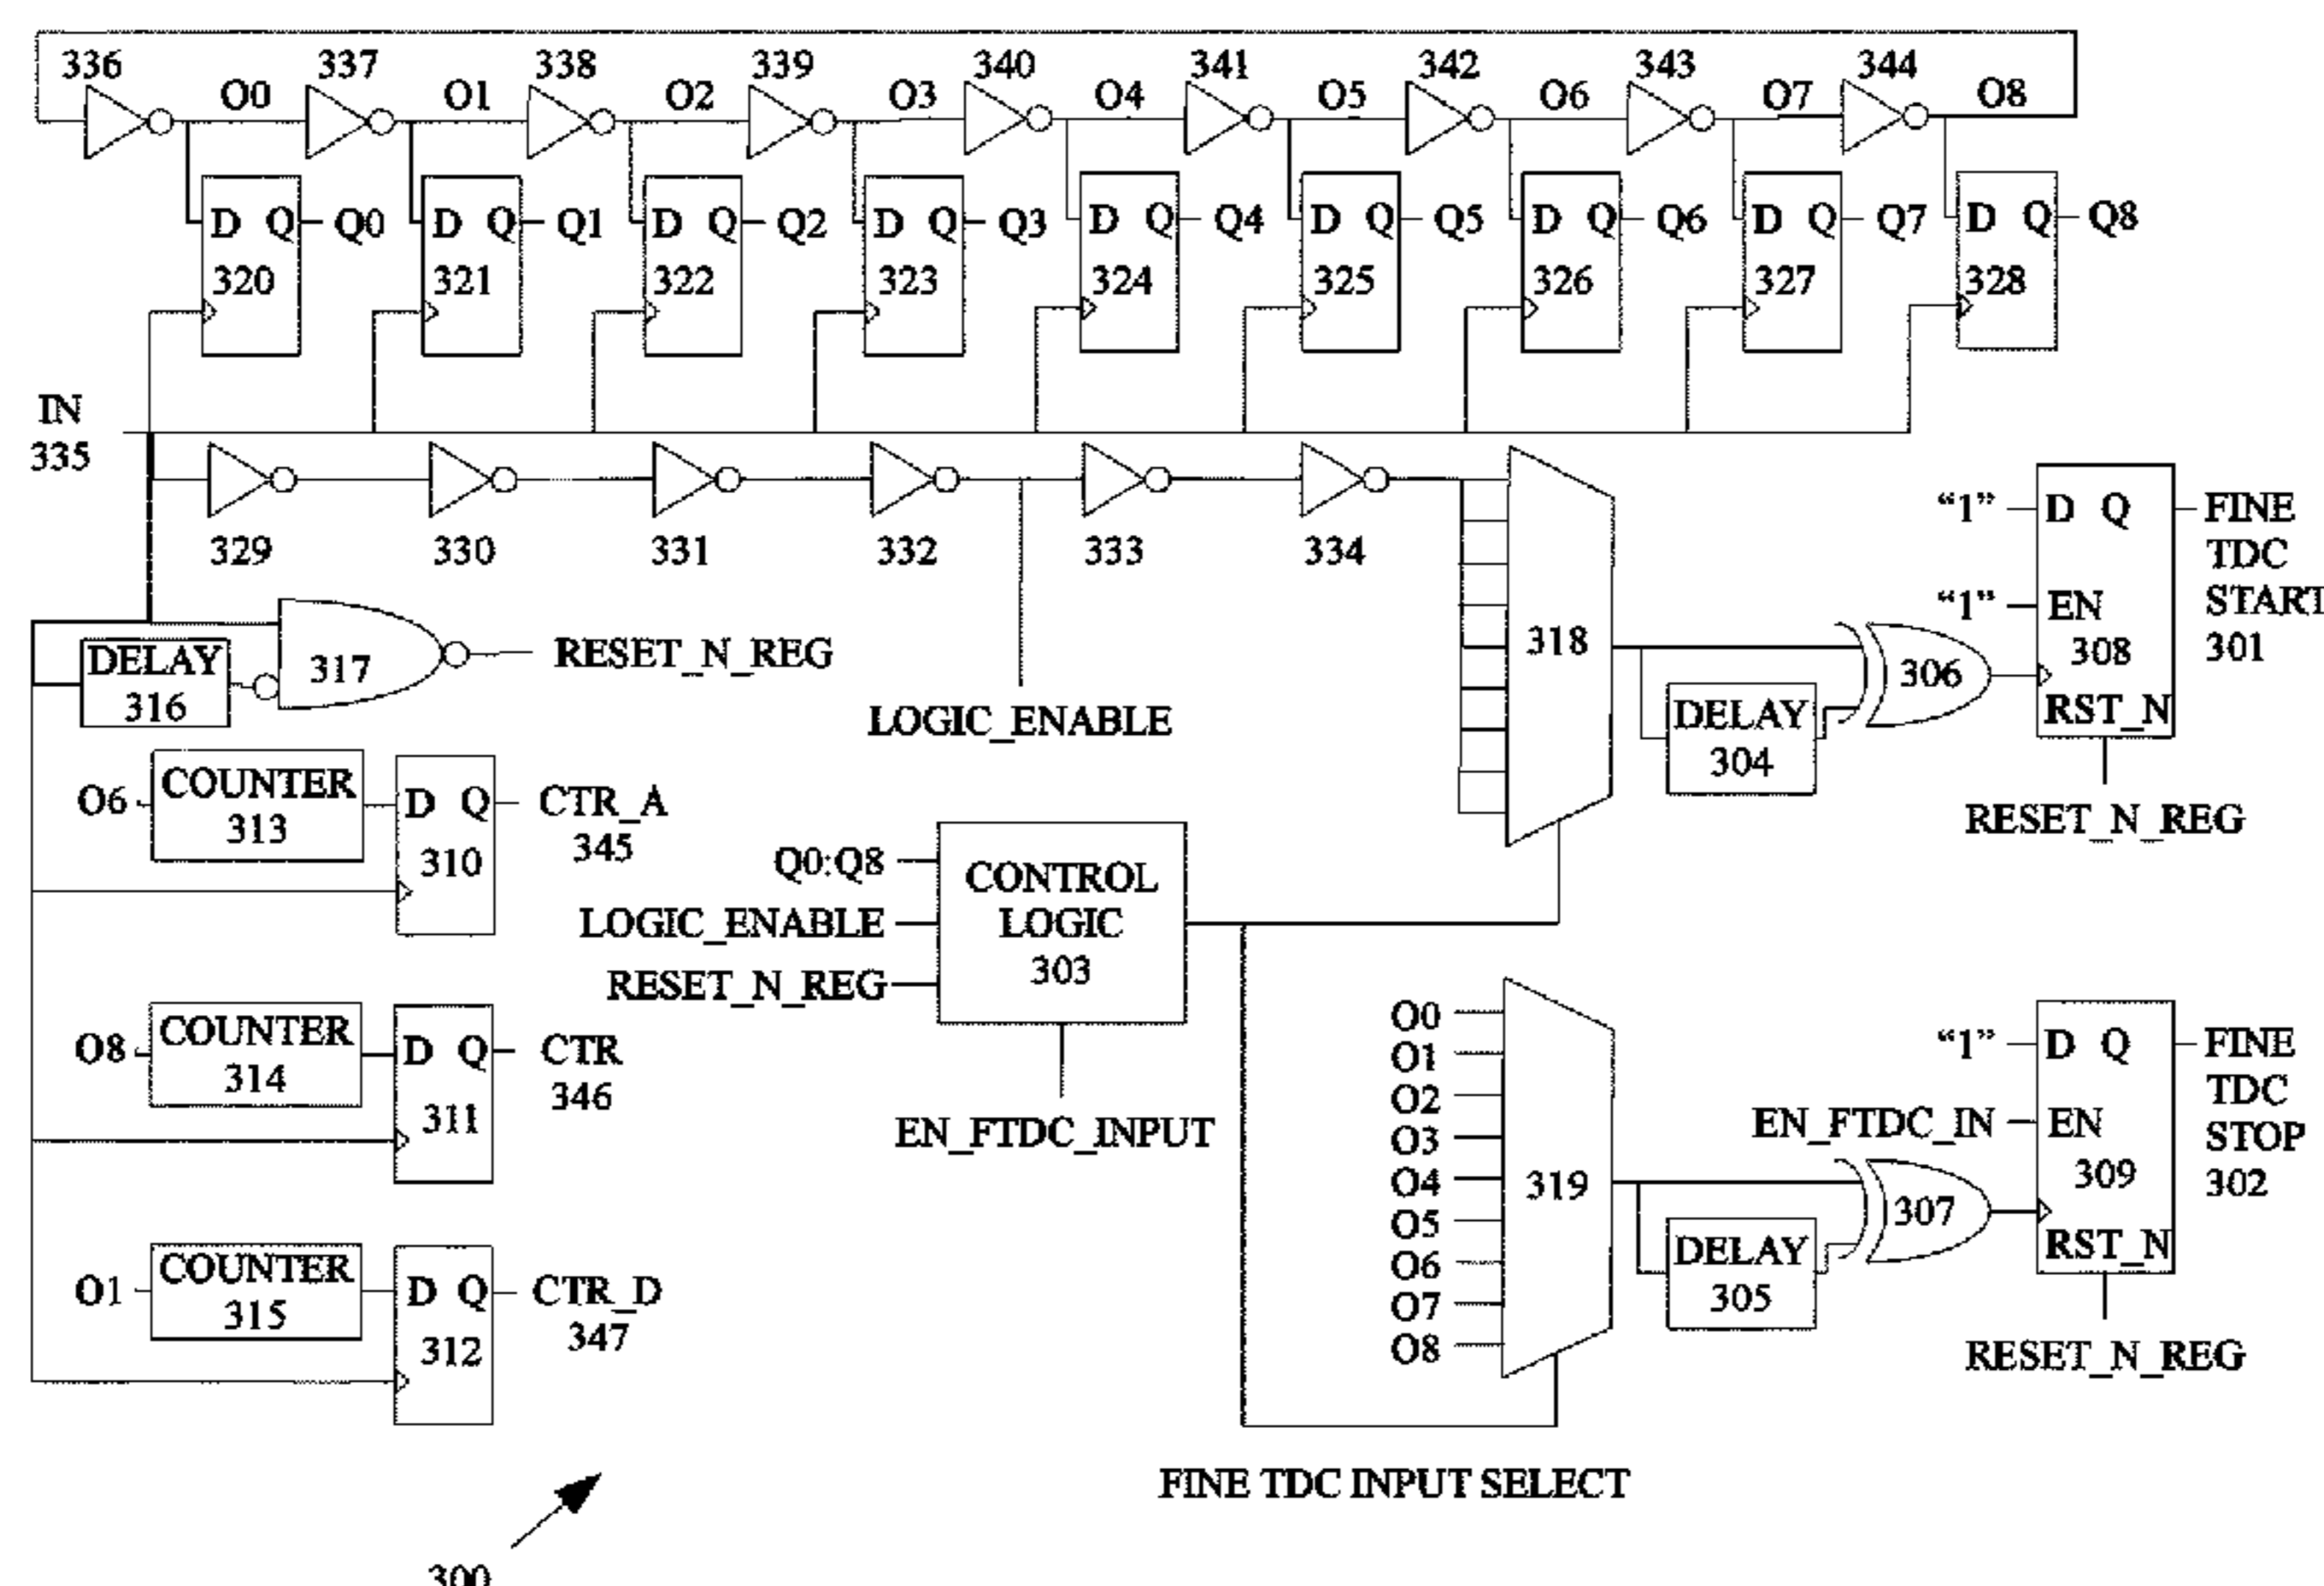 336 337 338 339 340 341 342 343 344
O0 O1 O2 O3 O4 O5 O6 O7 O8
D Q Q0
320
D Q Q1
321
D Q Q2
322
D Q Q3
323
D Q Q4
324
D Q Q5
325
D Q Q6
326
D Q Q7
327
D Q Q8
328
IN
335
329 330 331 332 333 334
DELAY
316
317
RESET_N_REG
LOGIC_ENABLE
318
DELAY
304
306
"1"
D Q
"1"
EN
308
RST_N
FINE
TDC
START
301
RESET_N_REG
O6
COUNTER
313
D Q
310
CTR_A
345
O8
COUNTER
314
D Q
311
CTR
346
O1
COUNTER
315
D Q
312
CTR_D
347
Q0:Q8
LOGIC_ENABLE
RESET_N_REG
CONTROL
LOGIC
303
EN_FTDC_INPUT
O0
O1
O2
O3
O4
O5
O6
O7
O8
319
DELAY
305
307
"1"
D Q
EN_FTDC_IN
EN
309
RST_N
FINE
TDC
STOP
302
RESET_N_REG
FINE TDC INPUT SELECT
300